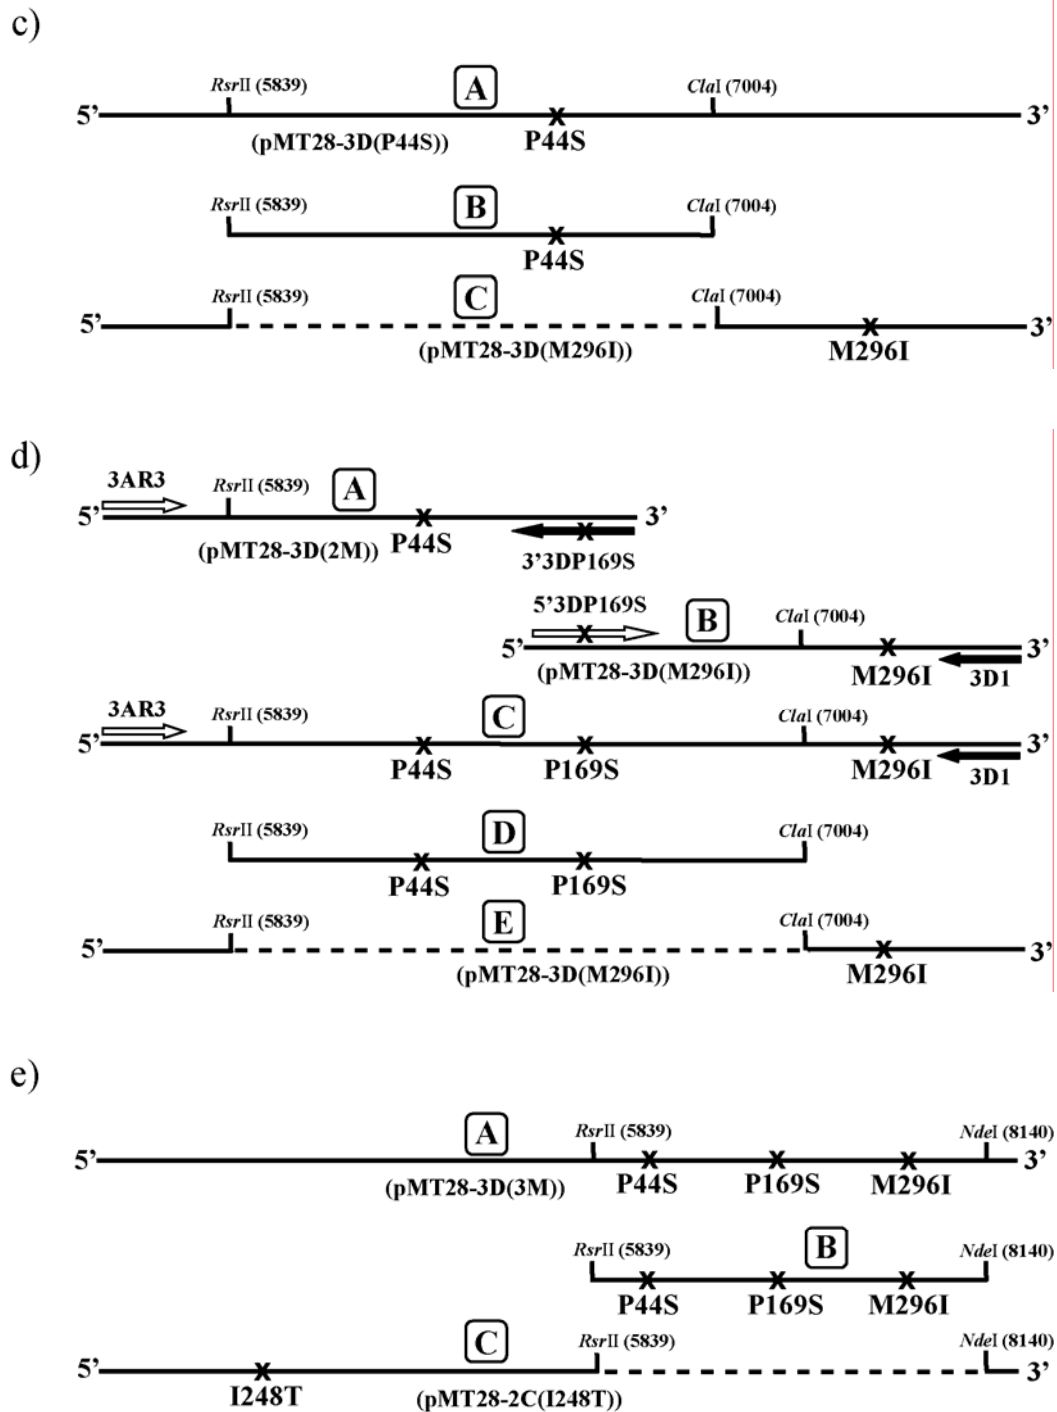 c)
RsrII (5839) A ClaI (7004)
5’ 3’
(pMT28-3D(P44S)) P44S
RsrII (5839) B ClaI (7004)
P44S
RsrII (5839) C ClaI (7004)
5’ 3’
(pMT28-3D(M296I)) M296I
d)
3AR3 RsrII (5839) A
5’ 3’
(pMT28-3D(2M)) P44S 3’3DP169S
5’3DP169S B ClaI (7004)
5’ 3’
(pMT28-3D(M296I)) M296I 3D1
3AR3 RsrII (5839) C ClaI (7004)
5’ 3’
P44S P169S M296I 3D1
RsrII (5839) D ClaI (7004)
P44S P169S
RsrII (5839) E ClaI (7004)
5’ 3’
(pMT28-3D(M296I)) M296I
e)
A RsrII (5839) NdeI (8140)
5’ 3’
(pMT28-3D(3M)) P44S P169S M296I
RsrII (5839) B NdeI (8140)
P44S P169S M296I
C RsrII (5839) NdeI (8140)
5’ 3’
I248T (pMT28-2C(I248T))